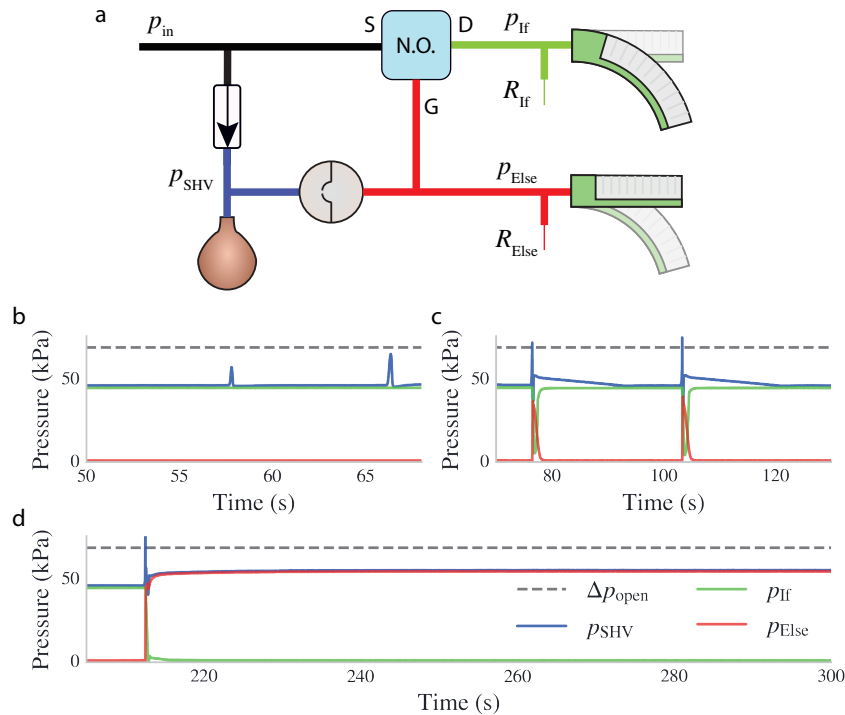 a
p_in
S
N.O.
D
p_If
R_If
G
p_SHV
p_Else
R_Else
b
Pressure (kPa)
50
0
50
55
60
65
Time (s)
c
Pressure (kPa)
50
0
80
100
120
Time (s)
d
Pressure (kPa)
50
0
220
240
260
280
300
Time (s)
Δp_open
p_If
p_SHV
p_Else